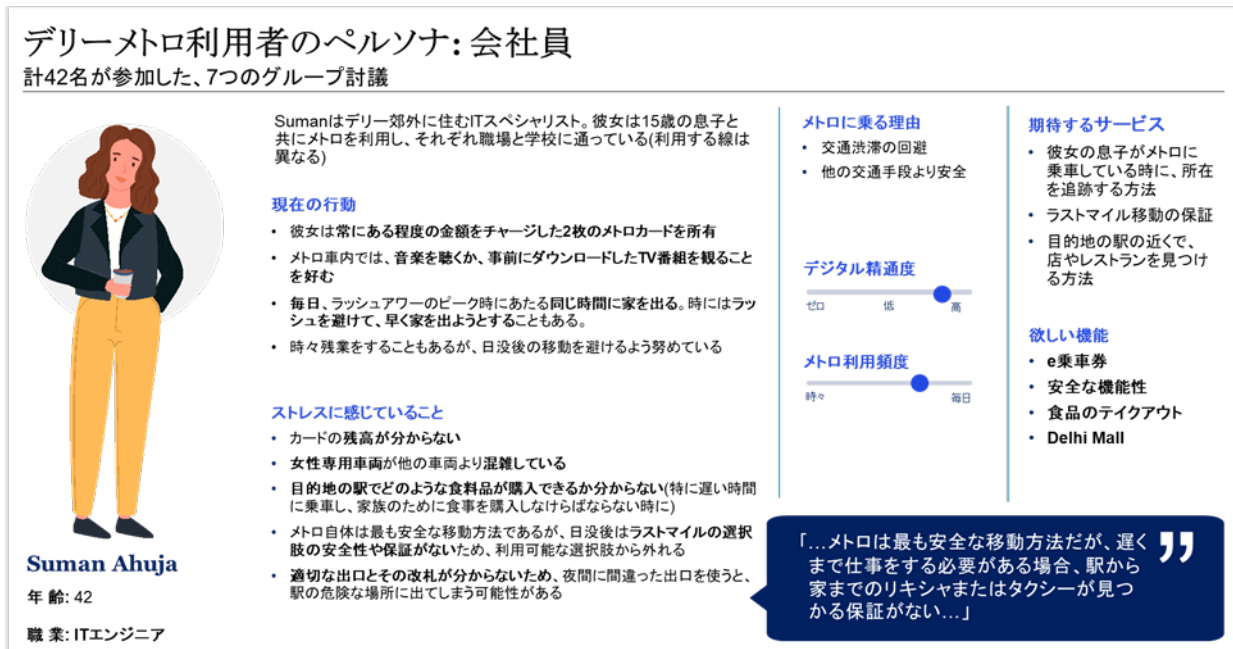 デリーメトロ利用者のペルソナ: 会社員
計42名が参加した、7つのグループ討議
Sumanはデリー郊外に住むITスペシャリスト。彼女は15歳の息子と
共にメトロを利用し、それぞれ職場と学校に通っている(利用する線は
異なる)
現在の行動
• 彼女は常にある程度の金額をチャージした2枚のメトロカードを所有
• メトロ車内では、音楽を聴くか、事前にダウンロードしたTV番組を観ること
を好む
• 毎日、ラッシュアワーのピーク時にあたる同じ時間に家を出る。時にはラッ
シュを避けて、早く家を出ようとすることもある。
• 時々残業をすることもあるが、日没後の移動を避けるよう努めている
ストレスに感じていること
• カードの残高が分からない
• 女性専用車両が他の車両より混雑している
• 目的地の駅でどのような食料品が購入できるか分からない(特に遅い時間
に乗車し、家族のために食事を購入しなけらばならない時に)
• メトロ自体は最も安全な移動方法であるが、日没後はラストマイルの選択
肢の安全性や保証がないため、利用可能な選択肢から外れる
• 適切な出口とその改札が分からないため、夜間に間違った出口を使うと、
駅の危険な場所に出てしまう可能性がある
Suman Ahuja
年 齢: 42
職 業: ITエンジニア
メトロに乗る理由
• 交通渋滞の回避
• 他の交通手段より安全
デジタル精通度
ゼロ 低 高
メトロ利用頻度
時々 毎日
期待するサービス
• 彼女の息子がメトロに
乗車している時に、所在
を追跡する方法
• ラストマイル移動の保証
• 目的地の駅の近くで、
店やレストランを見つけ
る方法
欲しい機能
• e乗車券
• 安全な機能性
• 食品のテイクアウト
• Delhi Mall
「…メトロは最も安全な移動方法だが、遅く
まで仕事をする必要がある場合、駅から
家までのリキシャまたはタクシーが見つ
かる保証がない…」
”